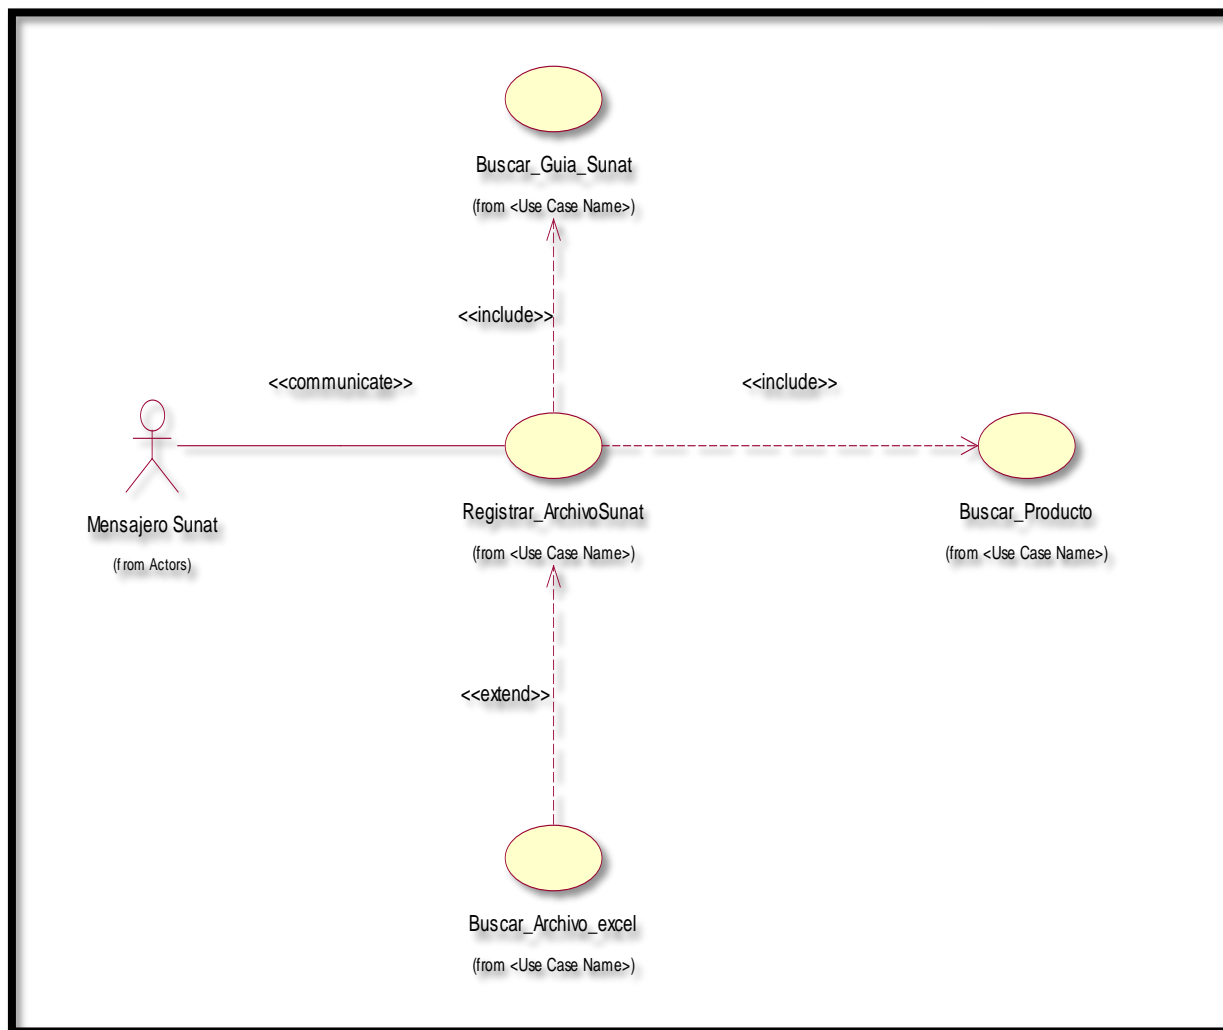 Buscar_Guia_Sunat
(from <Use Case Name>)
<<include>>
<<communicate>>
<<include>>
Mensajero Sunat
(from Actors)
Registrar_ArchivoSunat
(from <Use Case Name>)
Buscar_Producto
(from <Use Case Name>)
<<extend>>
Buscar_Archivo_excel
(from <Use Case Name>)